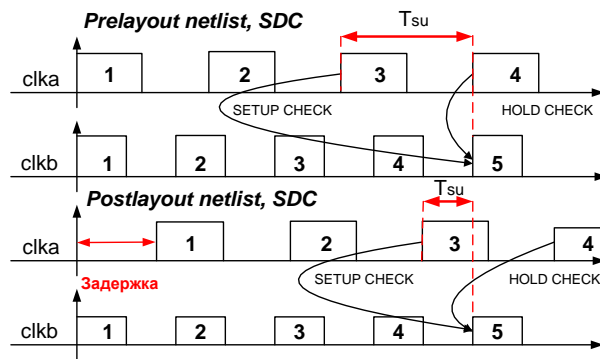 Prelayout netlist, SDC
Tsu
clka 1 2 3 4
SETUP CHECK HOLD CHECK
clkb 1 2 3 4 5
Postlayout netlist, SDC
Tsu
clka 1 2 3 4
Задержка SETUP CHECK HOLD CHECK
clkb 1 2 3 4 5